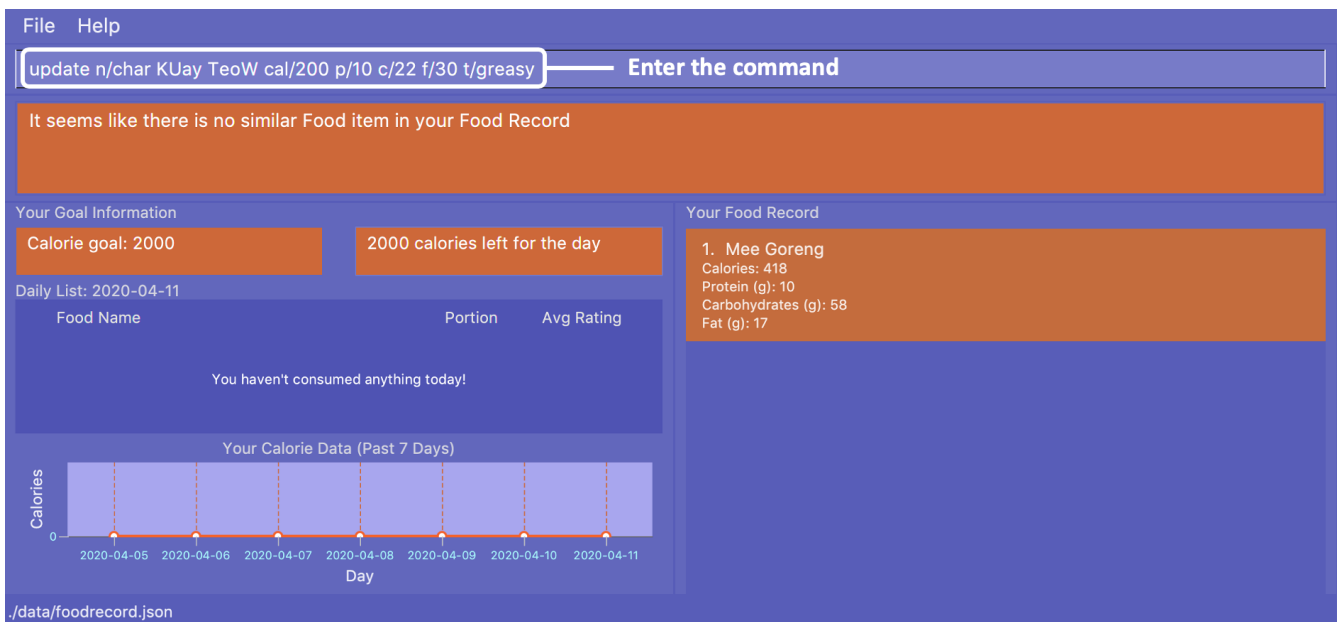 File Help
update n/char KUay TeoW cal/200 p/10 c/22 f/30 t/greasy
Enter the command
It seems like there is no similar Food item in your Food Record
Your Goal Information
Calorie goal: 2000
2000 calories left for the day
Daily List: 2020-04-11
Food Name Portion Avg Rating
You haven't consumed anything today!
Your Calorie Data (Past 7 Days)
Calories
0
2020-04-05 2020-04-06 2020-04-07 2020-04-08 2020-04-09 2020-04-10 2020-04-11
Day
Your Food Record
1. Mee Goreng
Calories: 418
Protein (g): 10
Carbohydrates (g): 58
Fat (g): 17
./data/foodrecord.json